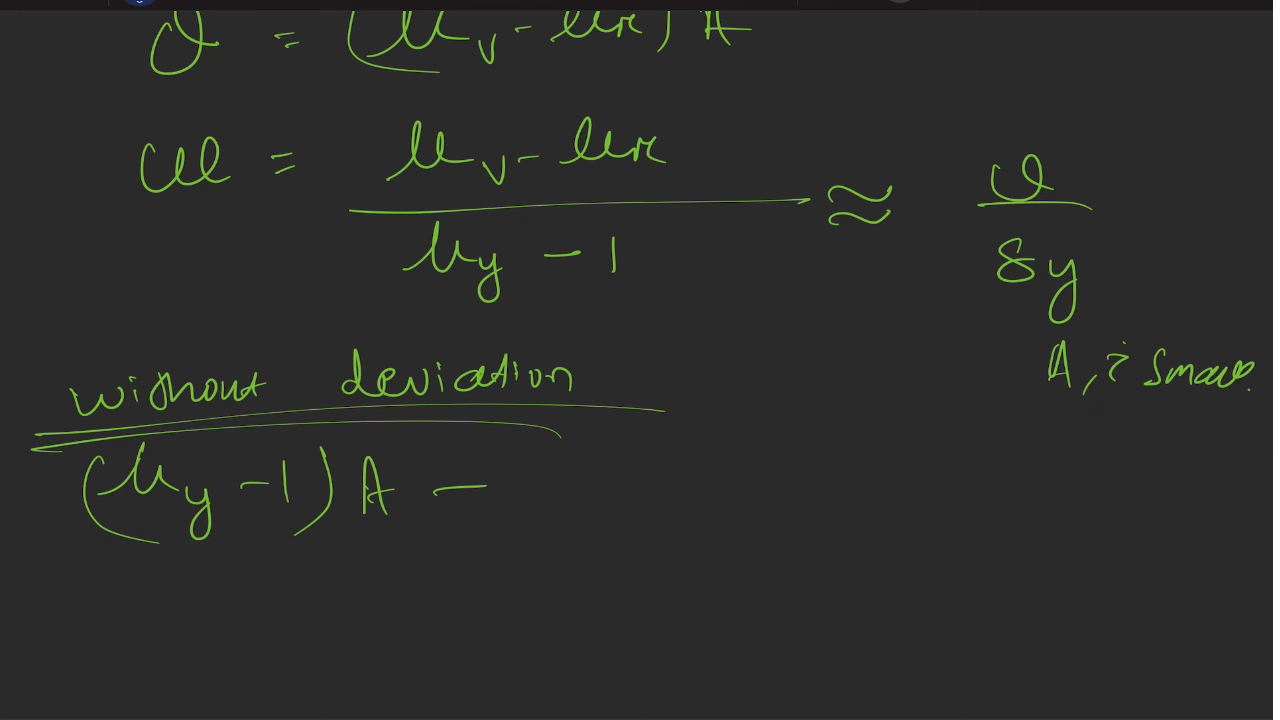 θ = (μv - μr) A
ω = μv - μr / μy - 1 ≈ θ / δy
A, i small.
without deviation
(μy - 1) A -